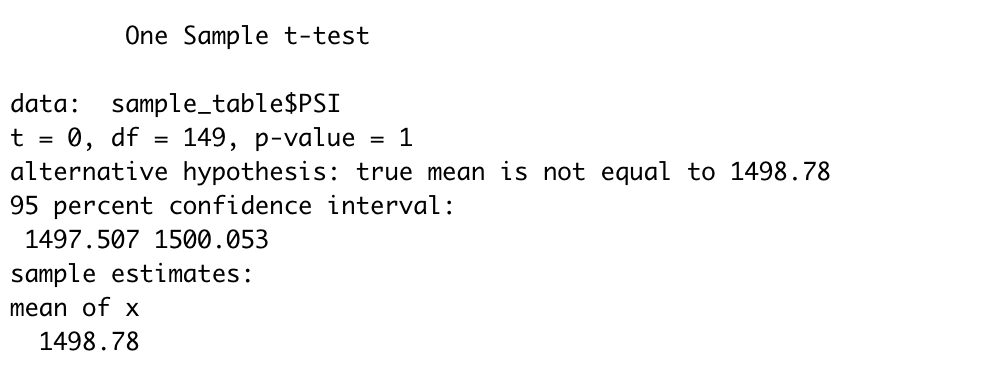 One Sample t-test
data:  sample_table$PSI
t = 0, df = 149, p-value = 1
alternative hypothesis: true mean is not equal to 1498.78
95 percent confidence interval:
1497.507 1500.053
sample estimates:
mean of x
1498.78